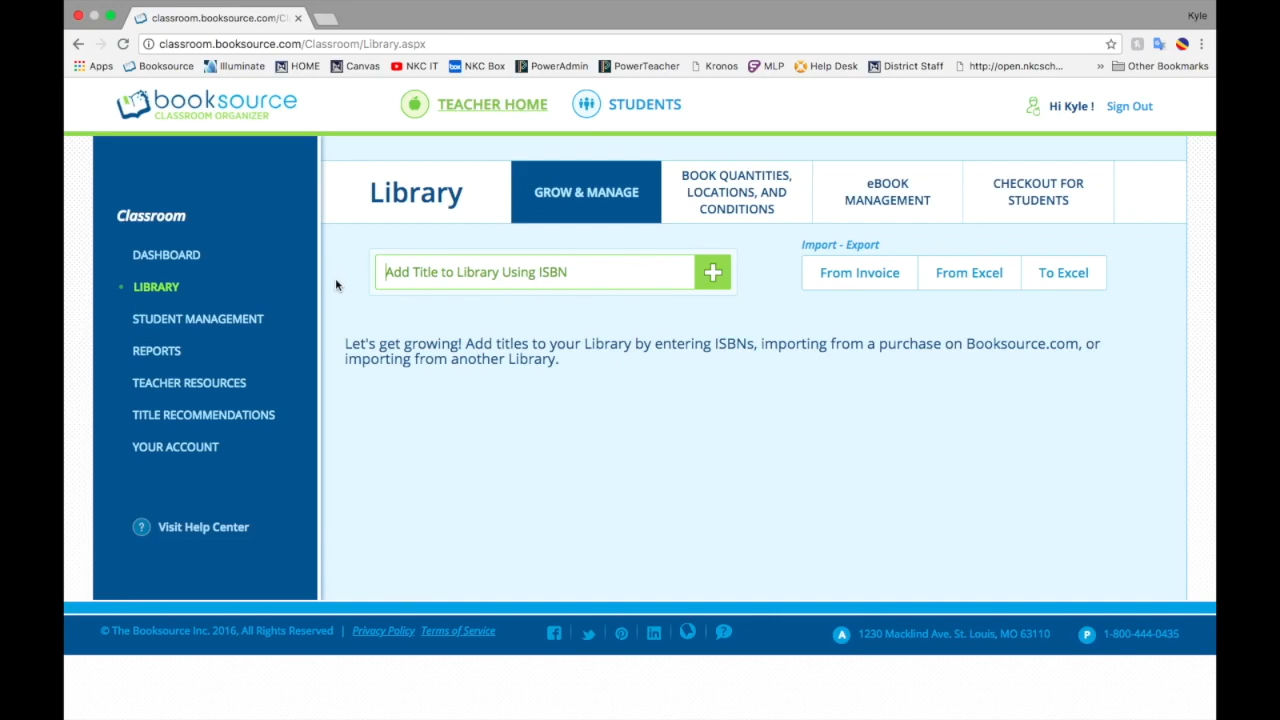 classroom.booksource.com/Cl
Kyle
classroom.booksource.com/Classroom/Library.aspx
Apps Booksource Illuminate HOME Canvas NKC IT NKC Box PowerAdmin PowerTeacher Kronos MLP Help Desk District Staff http://open.nkcsch... » Other Bookmarks
booksource
CLASSROOM ORGANIZER
TEACHER HOME
STUDENTS
Hi Kyle ! Sign Out
Classroom
DASHBOARD
LIBRARY
STUDENT MANAGEMENT
REPORTS
TEACHER RESOURCES
TITLE RECOMMENDATIONS
YOUR ACCOUNT
? Visit Help Center
Library
GROW & MANAGE
BOOK QUANTITIES,
LOCATIONS, AND
CONDITIONS
eBOOK
MANAGEMENT
CHECKOUT FOR
STUDENTS
Add Title to Library Using ISBN
Import - Export
From Invoice From Excel To Excel
Let's get growing! Add titles to your Library by entering ISBNs, importing from a purchase on Booksource.com, or
importing from another Library.
© The Booksource Inc. 2016, All Rights Reserved | Privacy Policy Terms of Service
A 1230 Macklind Ave. St. Louis, MO 63110 P 1-800-444-0435